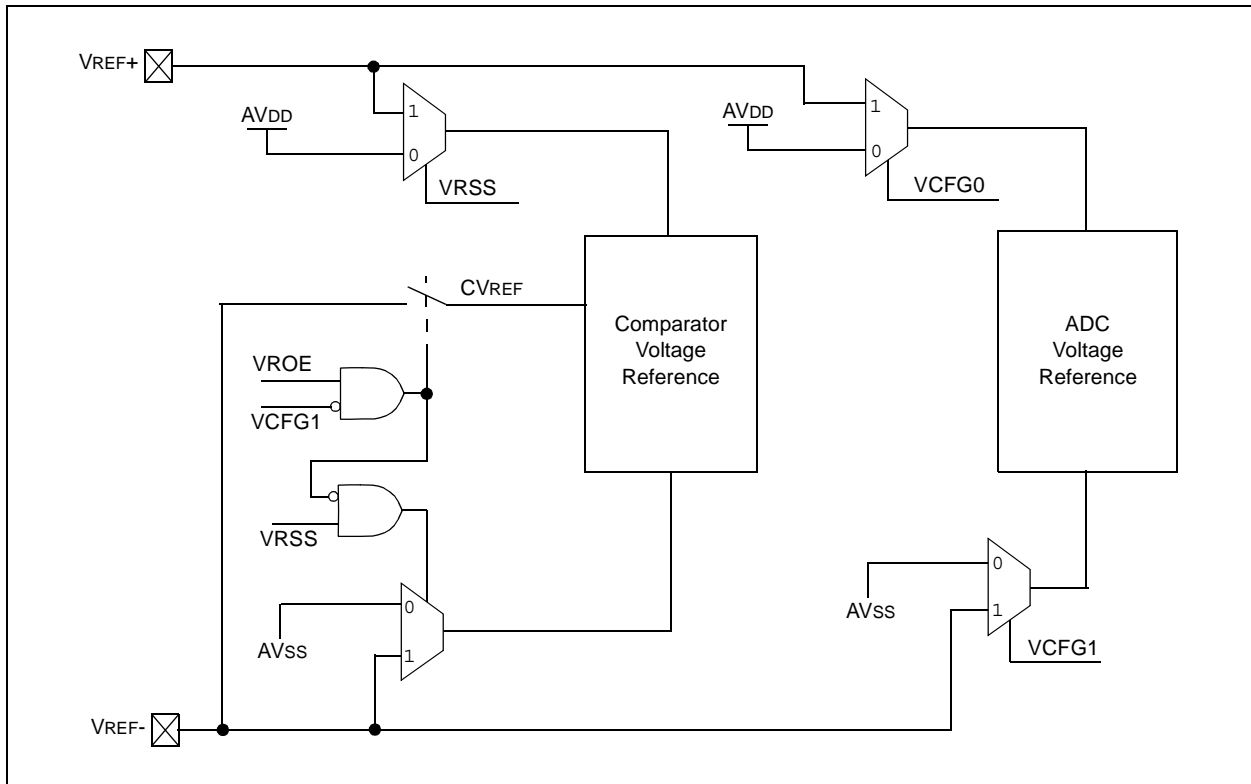 VREF+
AVDD
1
0
VRSS
AVDD
1
0
VCFG0
CVREF
Comparator
Voltage
Reference
ADC
Voltage
Reference
VROE
VCFG1
VRSS
AVSS
0
1
AVSS
0
1
VCFG1
VREF-